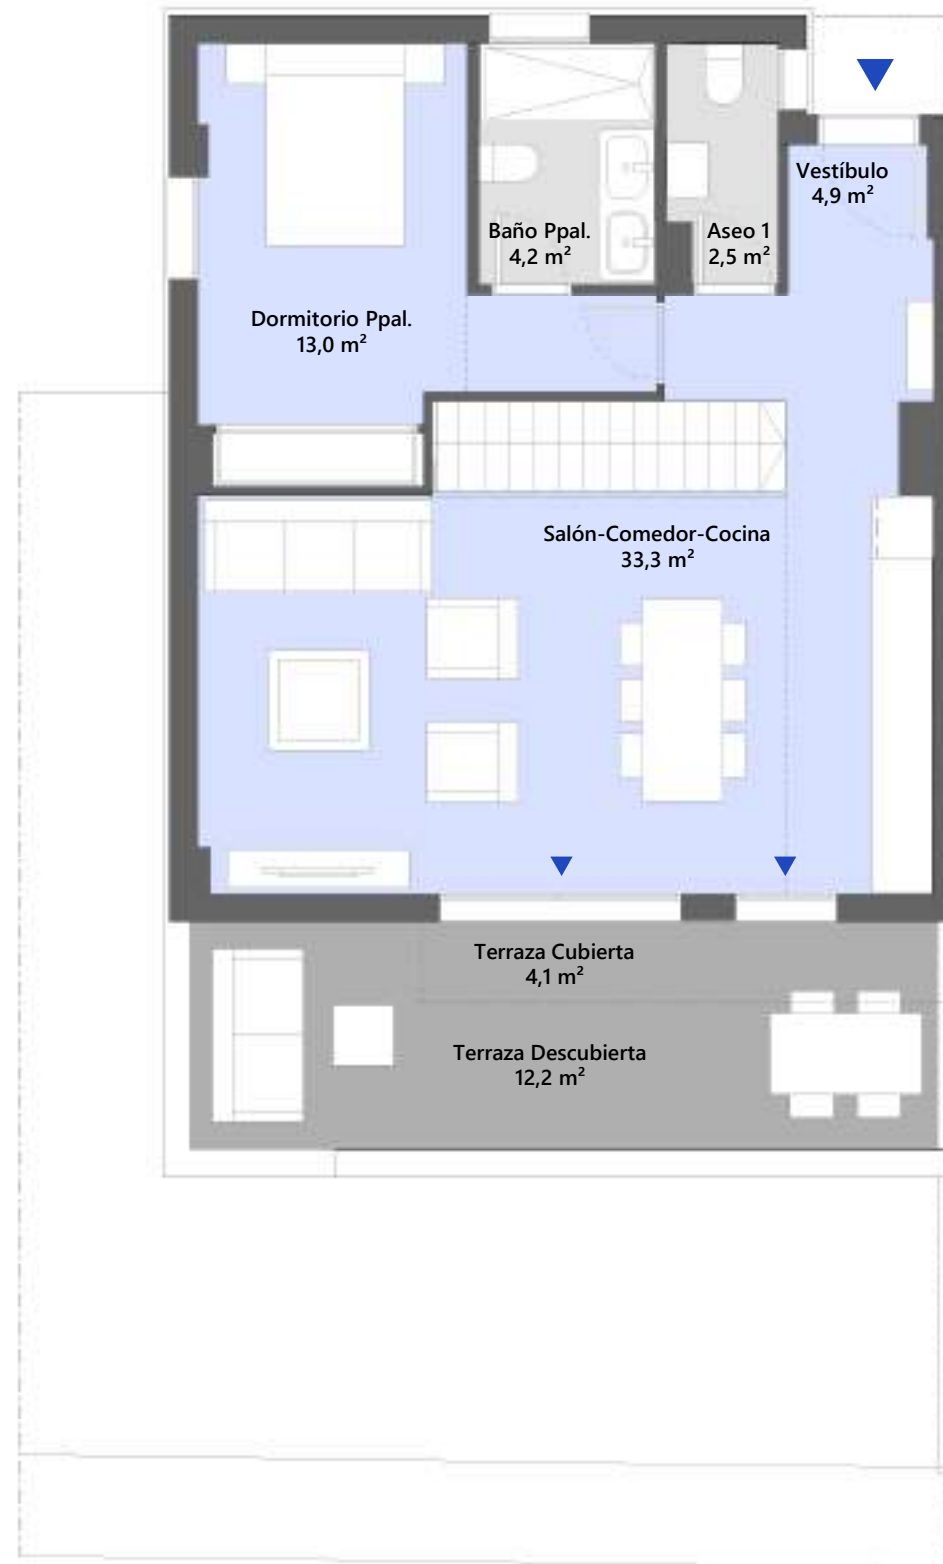 Vestíbulo
4,9 m²
Baño Ppal.
4,2 m²
Aseo 1
2,5 m²
Dormitorio Ppal.
13,0 m²
Salón-Comedor-Cocina
33,3 m²
Terraza Cubierta
4,1 m²
Terraza Descubierta
12,2 m²